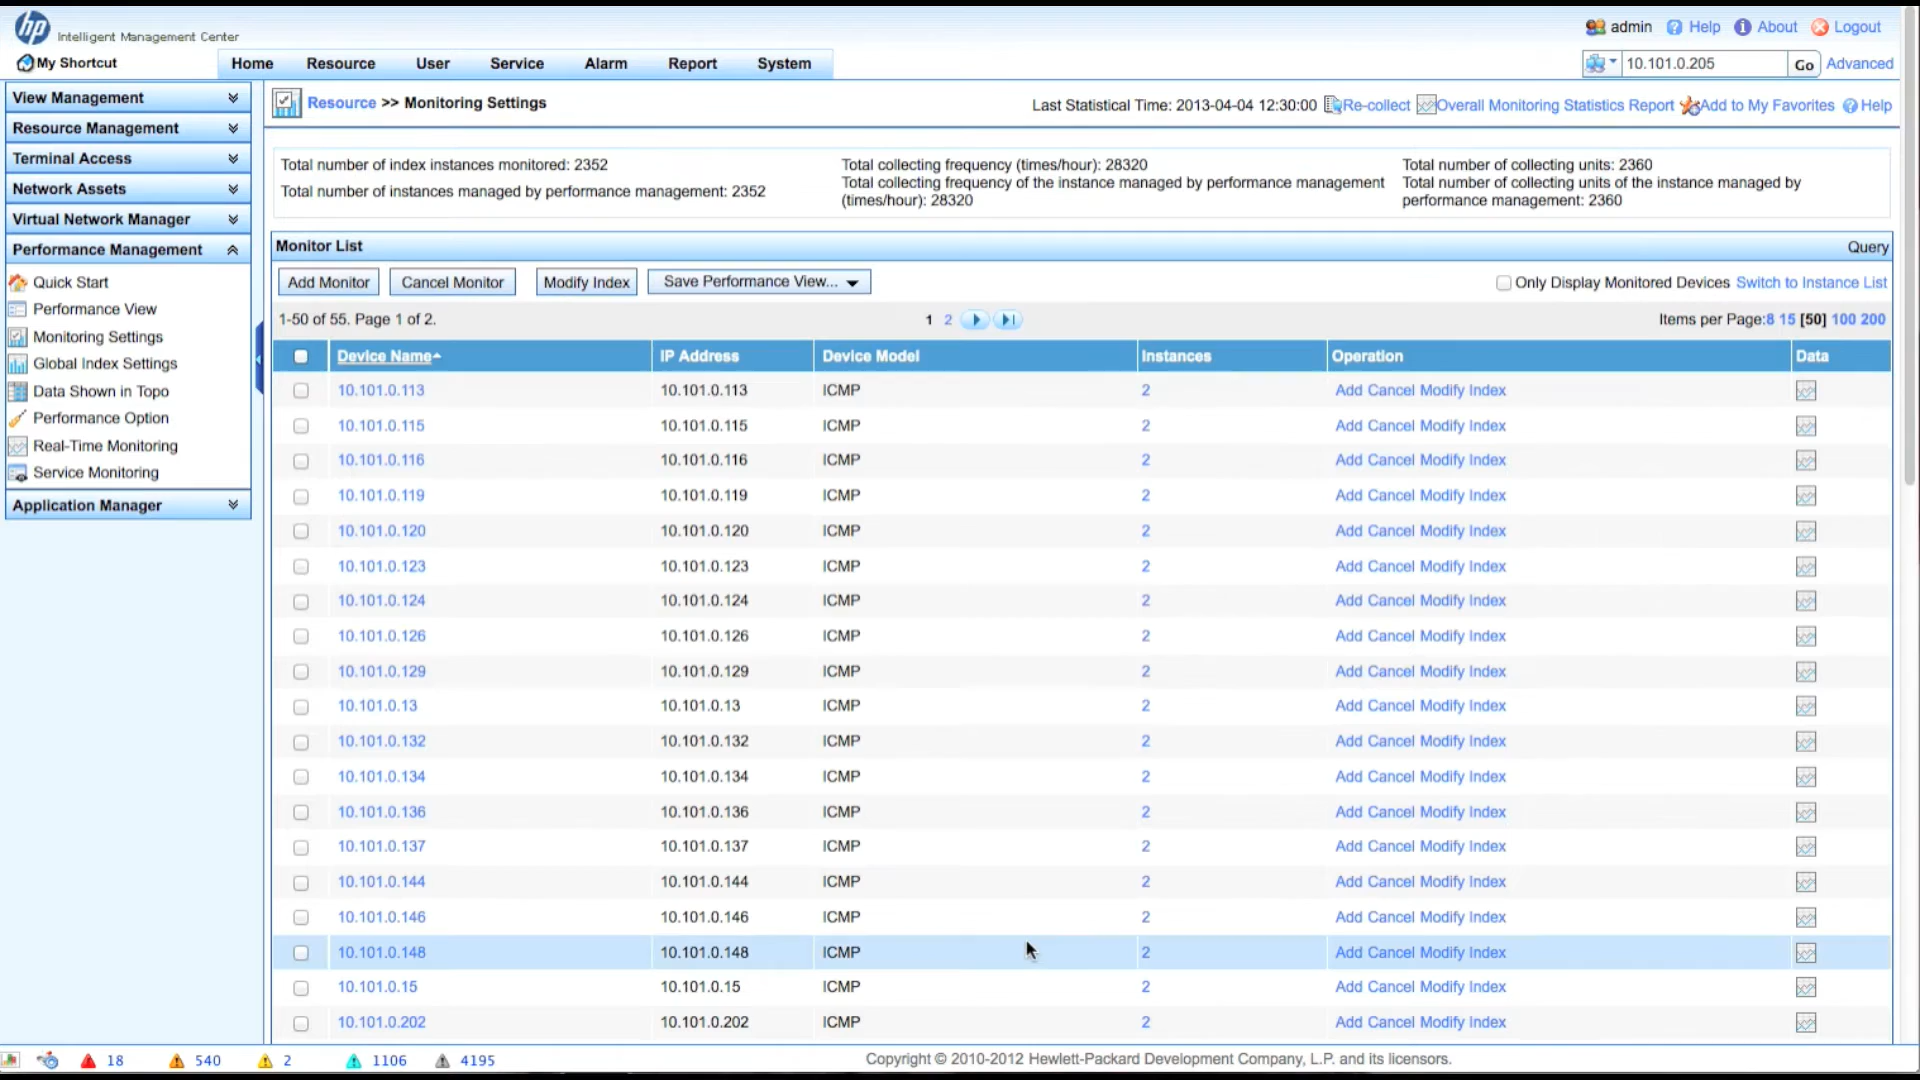 hp Intelligent Management Center
admin Help About Logout
My Shortcut
Home Resource User Service Alarm Report System
10.101.0.205 Go Advanced
View Management
Resource Management
Terminal Access
Network Assets
Virtual Network Manager
Performance Management
Quick Start
Performance View
Monitoring Settings
Global Index Settings
Data Shown in Topo
Performance Option
Real-Time Monitoring
Service Monitoring
Application Manager
Resource >> Monitoring Settings
Last Statistical Time: 2013-04-04 12:30:00 Re-collect Overall Monitoring Statistics Report Add to My Favorites Help
Total number of index instances monitored: 2352
Total number of instances managed by performance management: 2352
Total collecting frequency (times/hour): 28320
Total collecting frequency of the instance managed by performance management
(times/hour): 28320
Total number of collecting units: 2360
Total number of collecting units of the instance managed by
performance management: 2360
Monitor List Query
Add Monitor Cancel Monitor Modify Index Save Performance View... Only Display Monitored Devices Switch to Instance List
1-50 of 55. Page 1 of 2. 1 2 Items per Page:8 15 [50] 100 200
Device Name IP Address Device Model Instances Operation Data
10.101.0.113 10.101.0.113 ICMP 2 Add Cancel Modify Index
10.101.0.115 10.101.0.115 ICMP 2 Add Cancel Modify Index
10.101.0.116 10.101.0.116 ICMP 2 Add Cancel Modify Index
10.101.0.119 10.101.0.119 ICMP 2 Add Cancel Modify Index
10.101.0.120 10.101.0.120 ICMP 2 Add Cancel Modify Index
10.101.0.123 10.101.0.123 ICMP 2 Add Cancel Modify Index
10.101.0.124 10.101.0.124 ICMP 2 Add Cancel Modify Index
10.101.0.126 10.101.0.126 ICMP 2 Add Cancel Modify Index
10.101.0.129 10.101.0.129 ICMP 2 Add Cancel Modify Index
10.101.0.13 10.101.0.13 ICMP 2 Add Cancel Modify Index
10.101.0.132 10.101.0.132 ICMP 2 Add Cancel Modify Index
10.101.0.134 10.101.0.134 ICMP 2 Add Cancel Modify Index
10.101.0.136 10.101.0.136 ICMP 2 Add Cancel Modify Index
10.101.0.137 10.101.0.137 ICMP 2 Add Cancel Modify Index
10.101.0.144 10.101.0.144 ICMP 2 Add Cancel Modify Index
10.101.0.146 10.101.0.146 ICMP 2 Add Cancel Modify Index
10.101.0.148 10.101.0.148 ICMP 2 Add Cancel Modify Index
10.101.0.15 10.101.0.15 ICMP 2 Add Cancel Modify Index
10.101.0.202 10.101.0.202 ICMP 2 Add Cancel Modify Index
18 540 2 1106 4195 Copyright © 2010-2012 Hewlett-Packard Development Company, L.P. and its licensors.